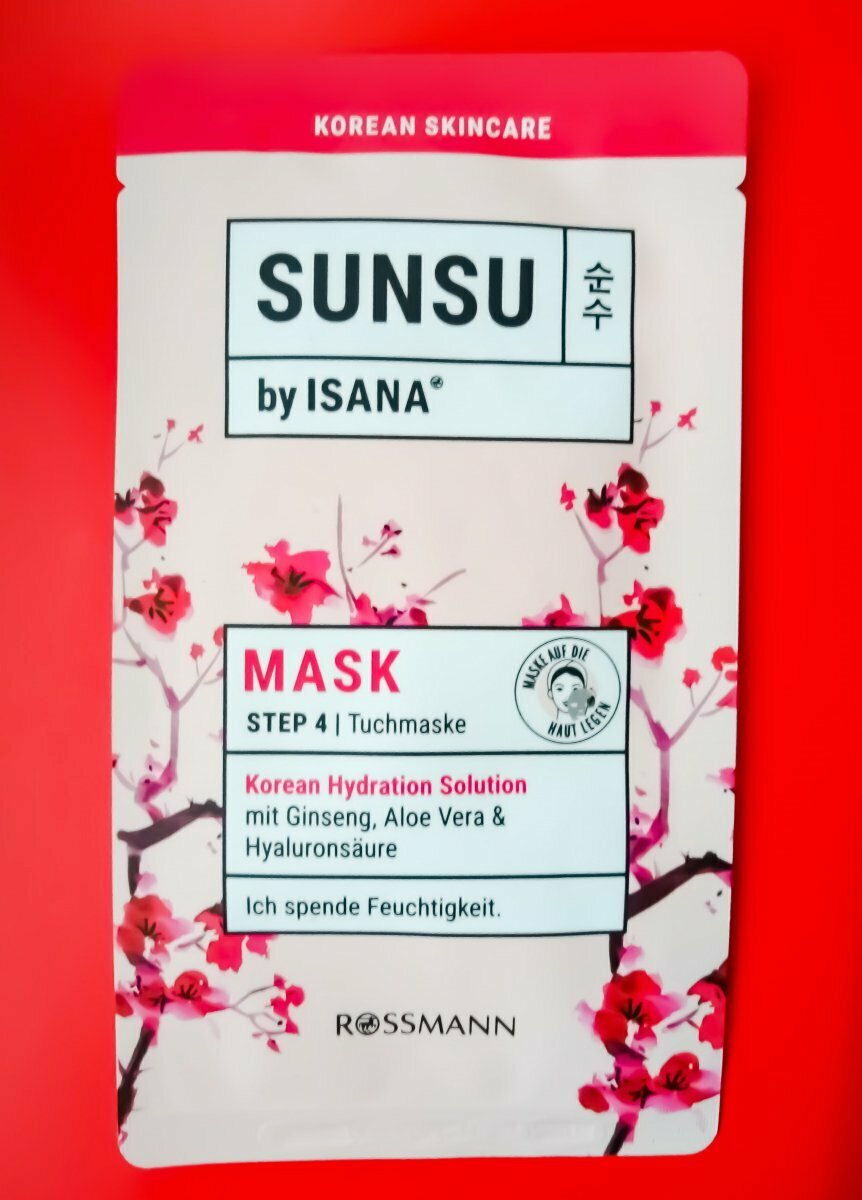 KOREAN SKINCARE
SUNSU
순수
by ISANA®
MASK
MASKE AUF DIE
HAUT LEGEN
STEP 4 | Tuchmaske
Korean Hydration Solution
mit Ginseng, Aloe Vera &
Hyaluronsäure
Ich spende Feuchtigkeit.
ROSSMANN